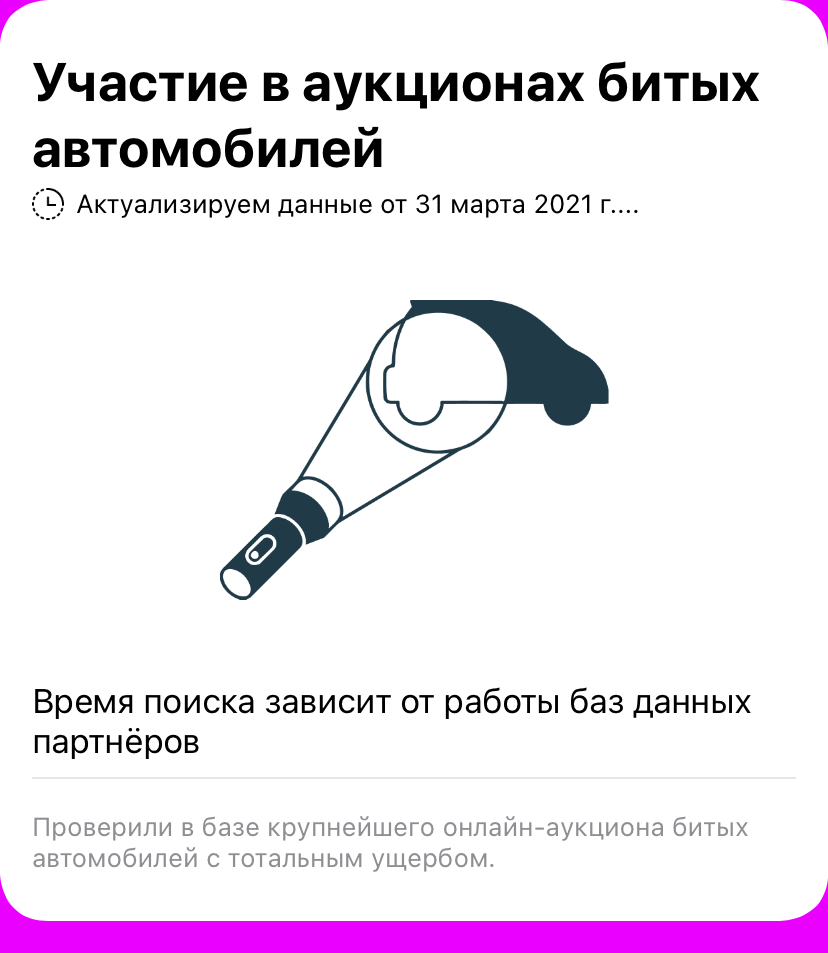 Участие в аукционах битых
автомобилей
Актуализируем данные от 31 марта 2021 г....
Время поиска зависит от работы баз данных
партнёров
Проверили в базе крупнейшего онлайн-аукциона битых
автомобилей с тотальным ущербом.